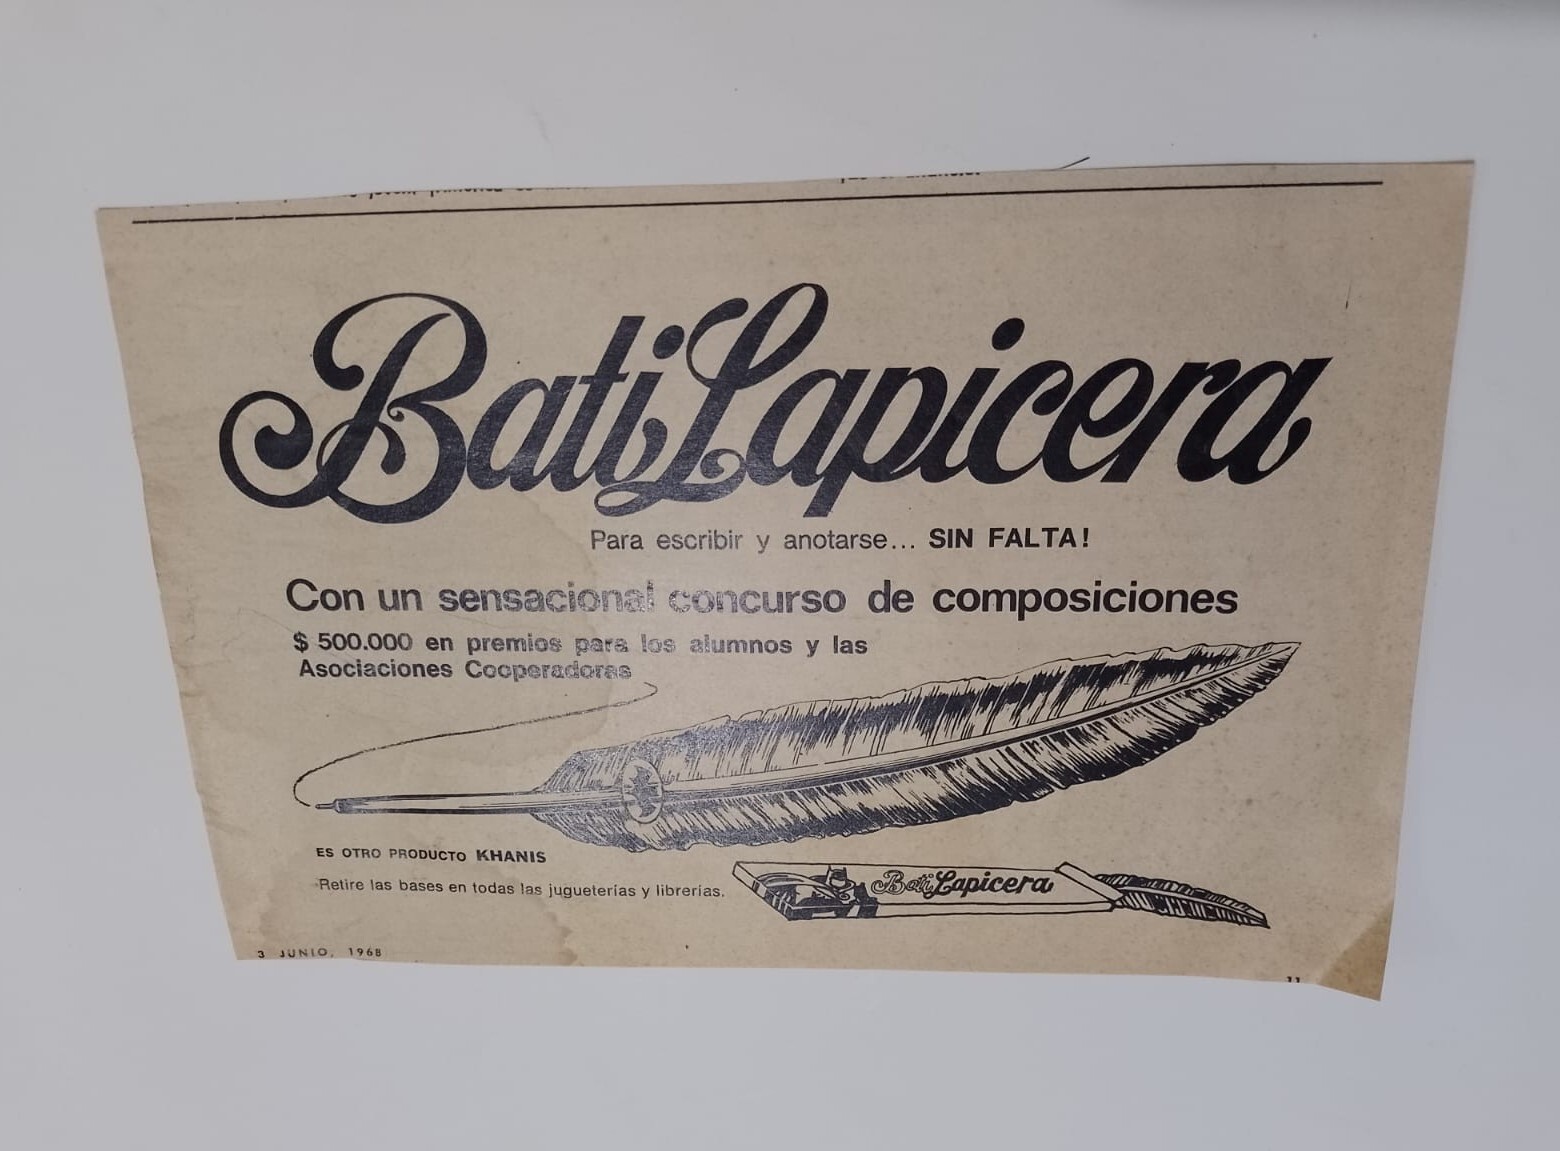 BatiLapicera
Para escribir y anotarse... SIN FALTA!
Con un sensacional concurso de composiciones
$ 500.000 en premios para los alumnos y las
Asociaciones Cooperadoras
ES OTRO PRODUCTO KHANIS
Retire las bases en todas las jugueterías y librerías.
BatiLapicera
3 JUNIO, 1968
11